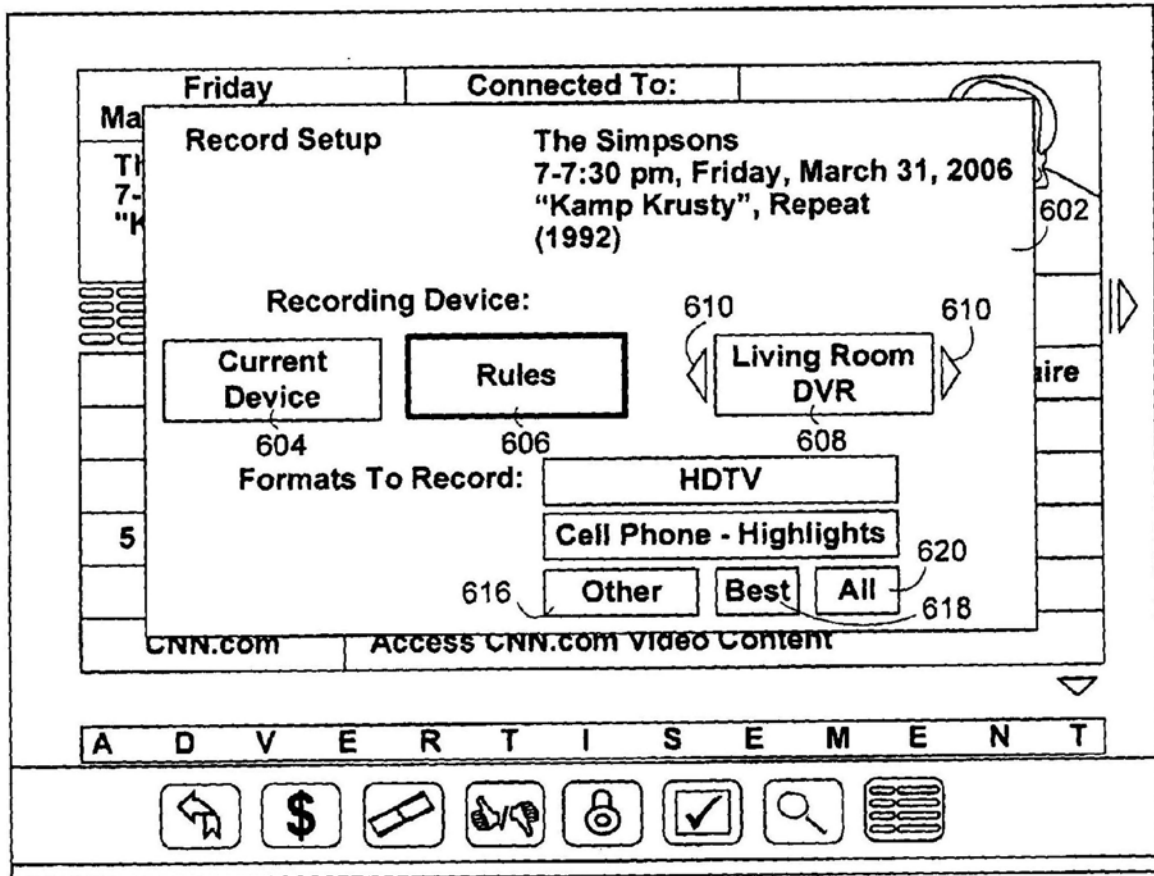 Friday
Connected To:
Ma
Record Setup
The Simpsons
7-7:30 pm, Friday, March 31, 2006
"Kamp Krusty", Repeat
(1992)
602
7-
"K
Recording Device:
610
610
Current
Device
Rules
Living Room
DVR
aire
604
606
608
Formats To Record:
HDTV
5
Cell Phone - Highlights
620
616
Other
Best
All
618
CNN.com
Access CNN.com Video Content
A D V E R T I S E M E N T
$